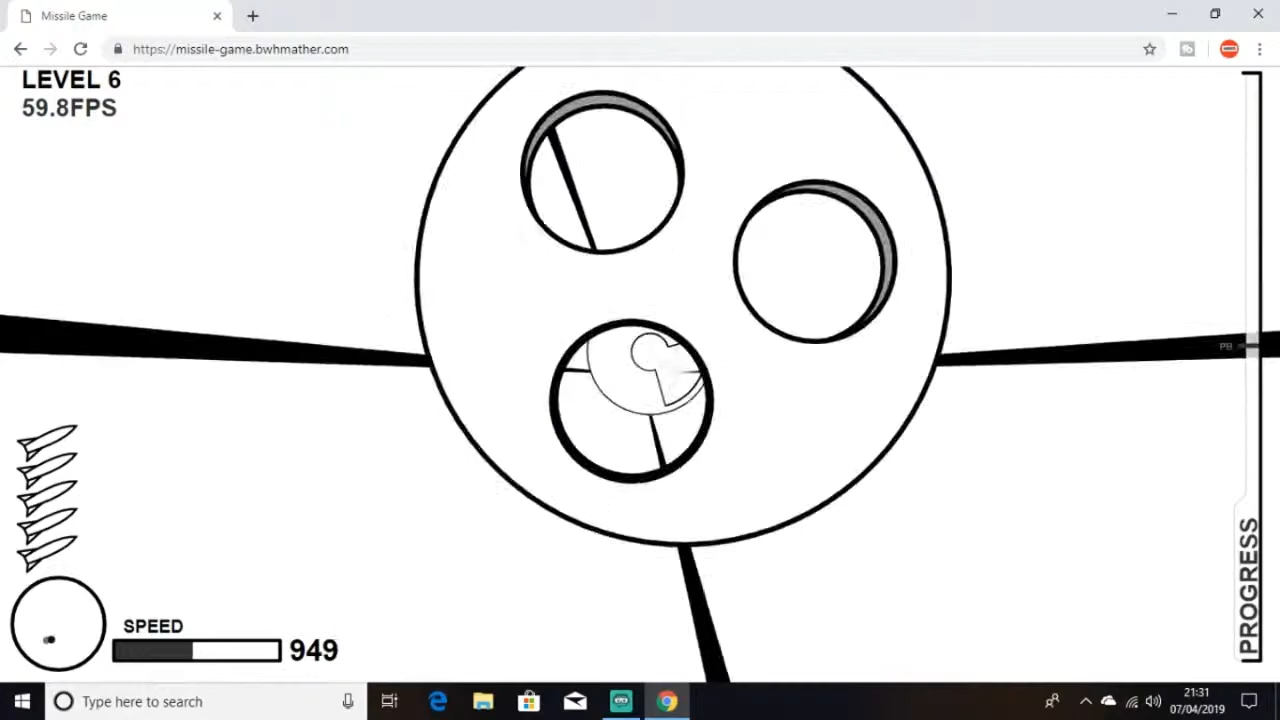 Missile Game
https://missile-game.bwhmather.com
LEVEL 6
59.8FPS
PB
PROGRESS
SPEED
949
Type here to search
21:31
07/04/2019